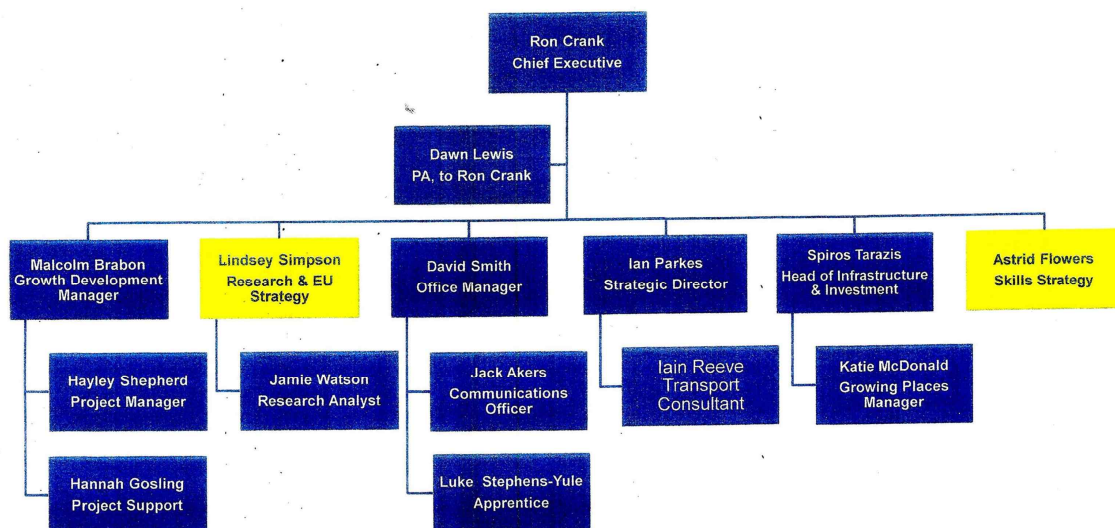 Ron Crank
Chief Executive
Dawn Lewis
PA, to Ron Crank
Malcolm Brabon
Growth Development
Manager
Lindsey Simpson
Research & EU
Strategy
David Smith
Office Manager
Ian Parkes
Strategic Director
Spiros Tarazis
Head of Infrastructure
& Investment
Astrid Flowers
Skills Strategy
Hayley Shepherd
Project Manager
Jamie Watson
Research Analyst
Jack Akers
Communications
Officer
Iain Reeve
Transport
Consultant
Katie McDonald
Growing Places
Manager
Hannah Gosling
Project Support
Luke Stephens-Yule
Apprentice